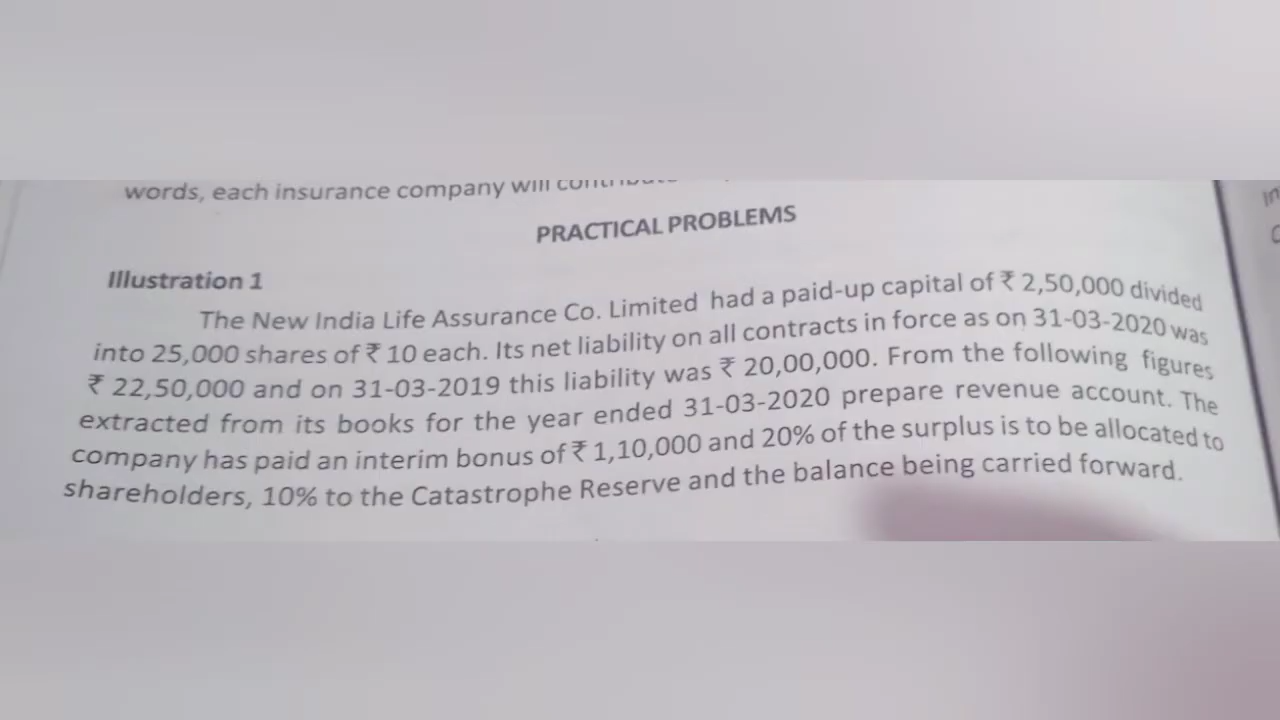 words, each insurance company will
PRACTICAL PROBLEMS
Illustration 1
The New India Life Assurance Co. Limited had a paid-up capital of ₹ 2,50,000 divided
into 25,000 shares of ₹ 10 each. Its net liability on all contracts in force as on 31-03-2020 was
₹ 22,50,000 and on 31-03-2019 this liability was ₹ 20,00,000. From the following figures
extracted from its books for the year ended 31-03-2020 prepare revenue account. The
company has paid an interim bonus of ₹ 1,10,000 and 20% of the surplus is to be allocated to
shareholders, 10% to the Catastrophe Reserve and the balance being carried forward.